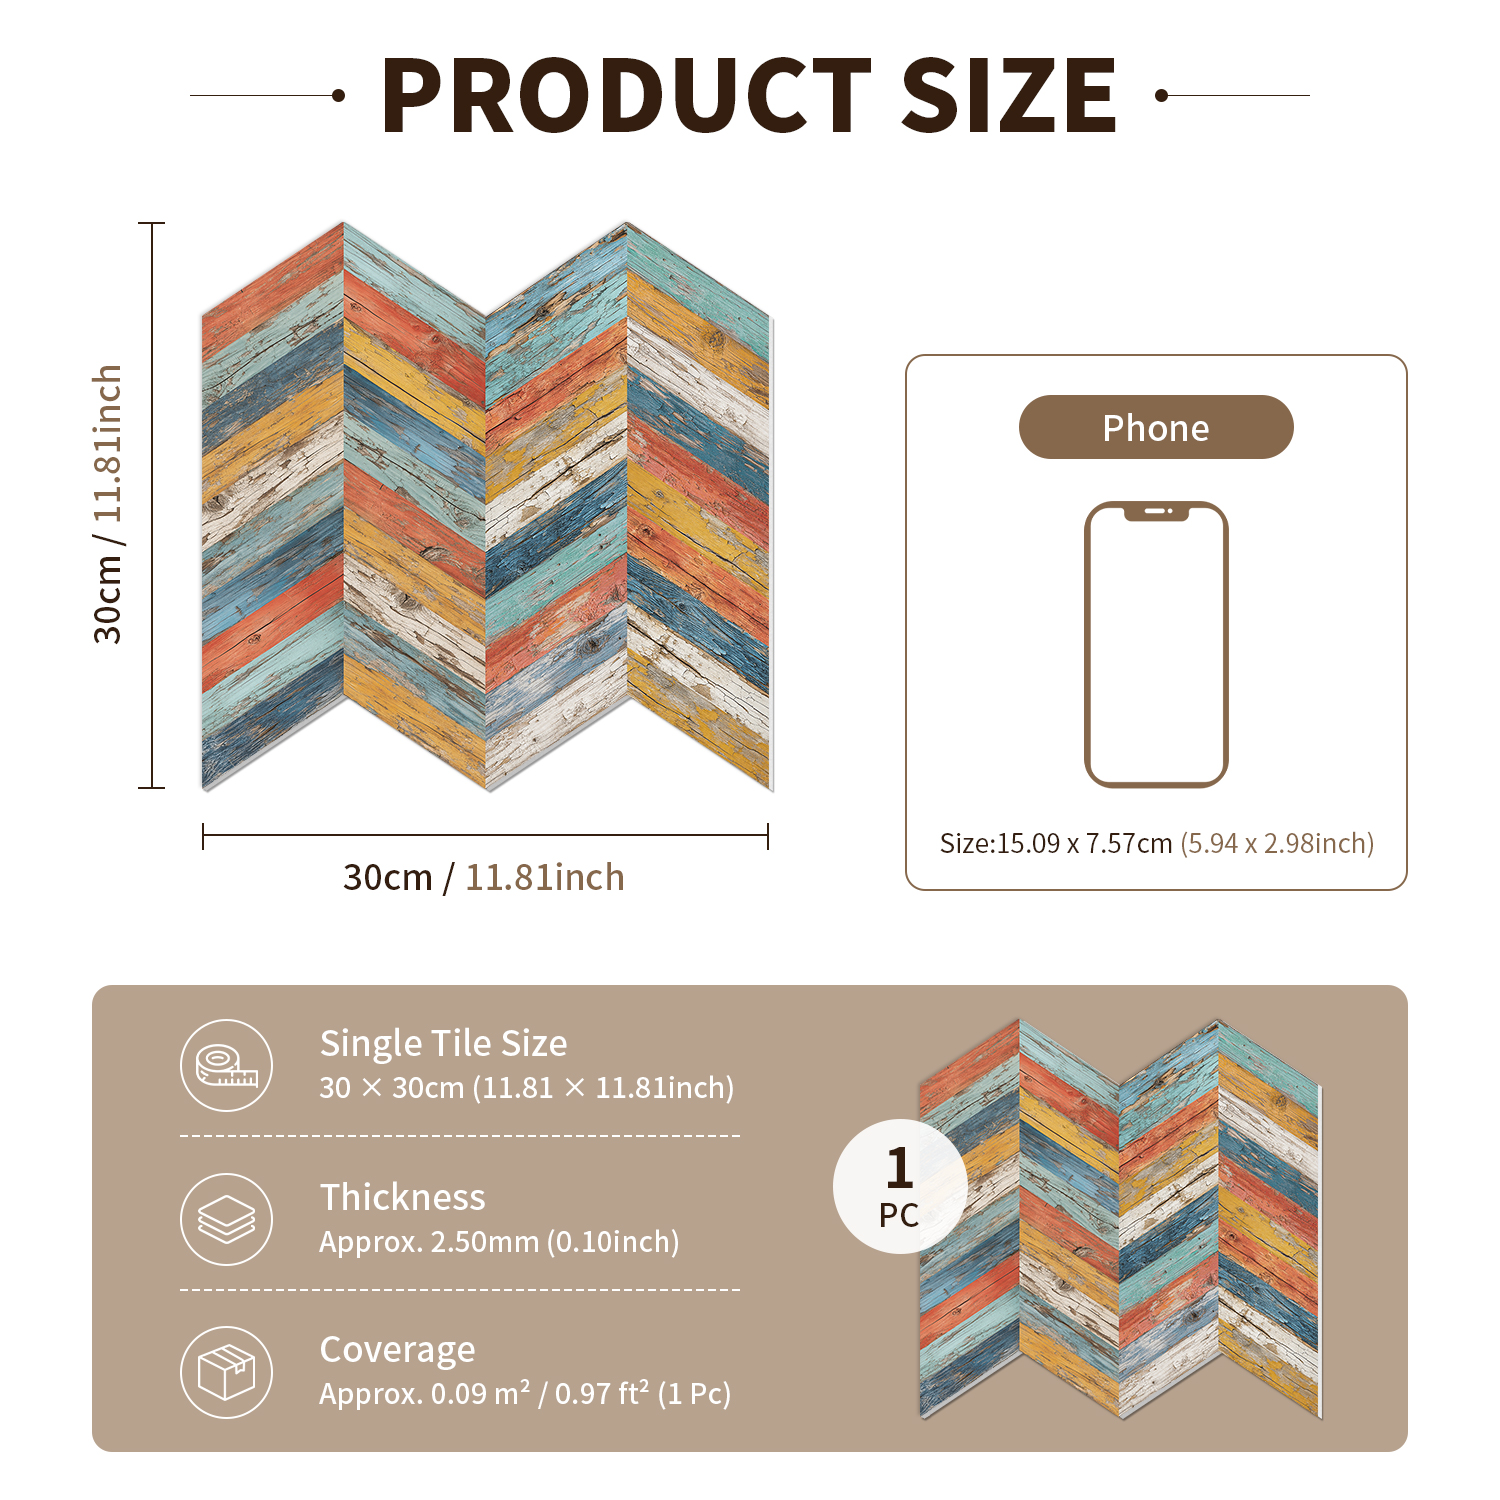 PRODUCT SIZE
30cm / 11.81inch
30cm / 11.81inch
Phone
Size:15.09 x 7.57cm (5.94 x 2.98inch)
Single Tile Size
30 × 30cm (11.81 × 11.81inch)
Thickness
Approx. 2.50mm (0.10inch)
Coverage
Approx. 0.09 m² / 0.97 ft² (1 Pc)
1
PC